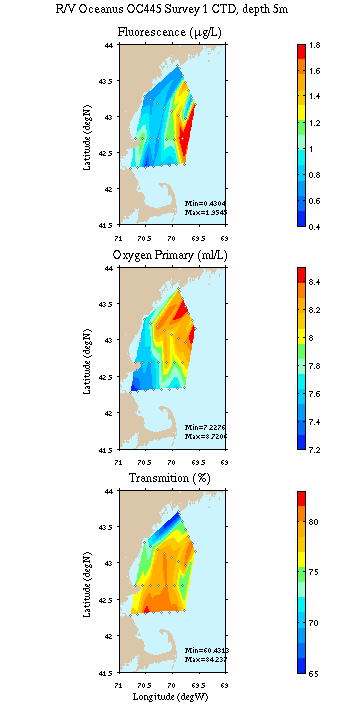 R/V Oceanus OC445 Survey 1 CTD, depth 5m
Fluorescence (μg/L)
44
43.5
43
42.5
42
41.5
Latitude (degN)
Min=0.4304
Max=1.9545
71 70.5 70 69.5 69
1.8
1.6
1.4
1.2
1
0.8
0.6
0.4
Oxygen Primary (ml/L)
44
43.5
43
42.5
42
41.5
Latitude (degN)
Min=7.2276
Max=8.7206
71 70.5 70 69.5 69
8.4
8.2
8
7.8
7.6
7.4
7.2
Transmition (%)
44
43.5
43
42.5
42
41.5
Latitude (degN)
Min=60.4313
Max=84.237
71 70.5 70 69.5 69
Longitude (degW)
80
75
70
65